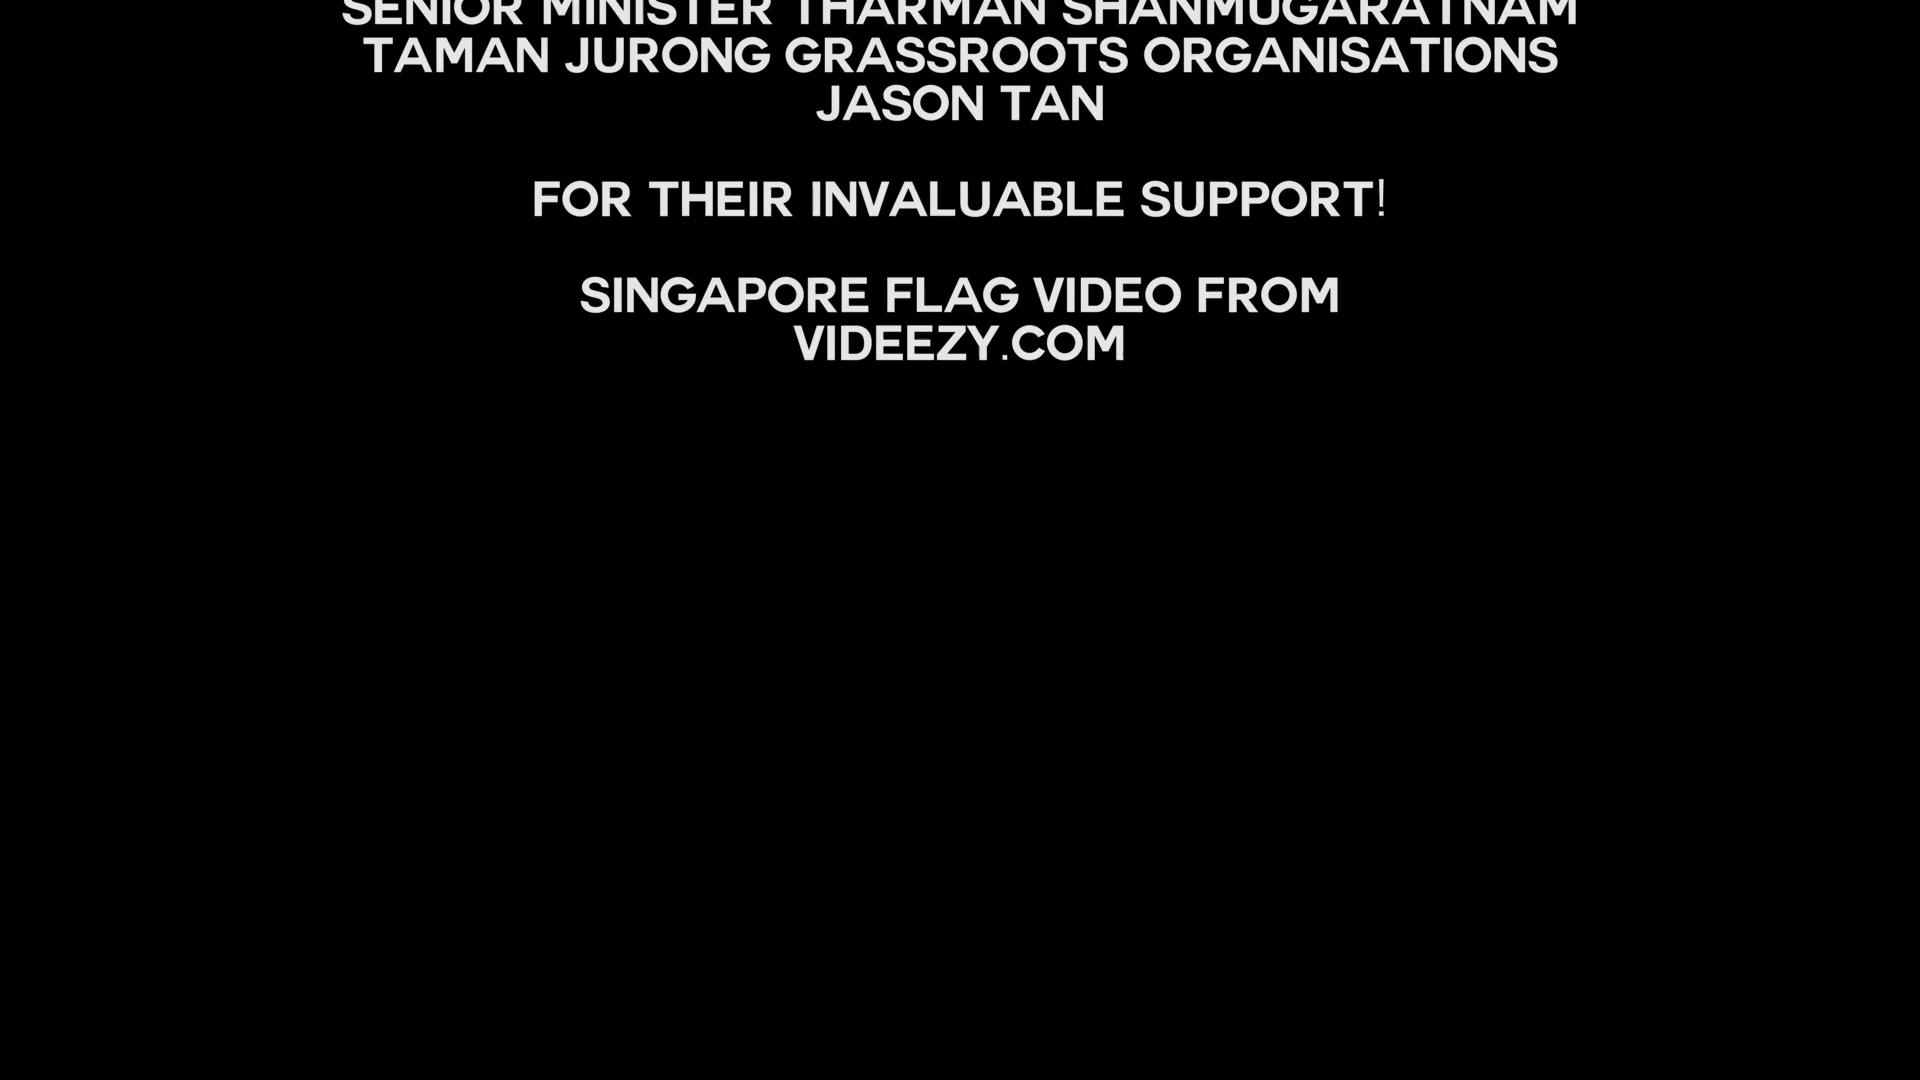 SENIOR MINISTER THARMAN SHANMUGARATNAM
TAMAN JURONG GRASSROOTS ORGANISATIONS
JASON TAN
FOR THEIR INVALUABLE SUPPORT!
SINGAPORE FLAG VIDEO FROM
VIDEEZY.COM